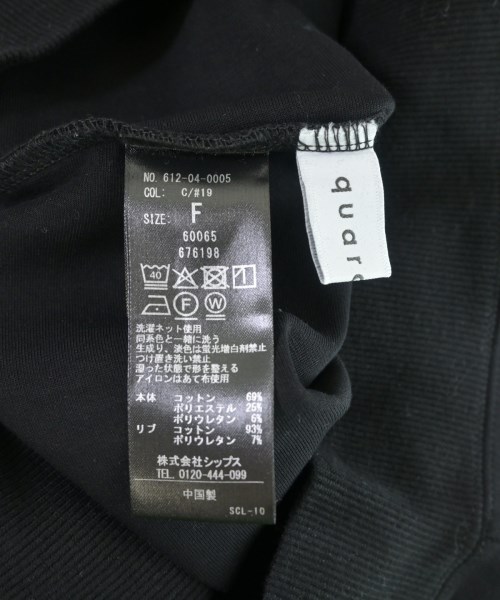 NO. 612-04-0005
COL: C/#19
SIZE: F
60065
676198
40
F W
洗濯ネット使用
同系色と一緒に洗う
生成り、淡色は蛍光増白剤禁止
つけ置き洗い禁止
湿った状態で形を整える
アイロンはあて布使用
本体 コットン 69%
ポリエステル 25%
ポリウレタン 6%
リブ コットン 93%
ポリウレタン 7%
株式会社シップス
TEL. 0120-444-099
中国製
SCL-10
quar